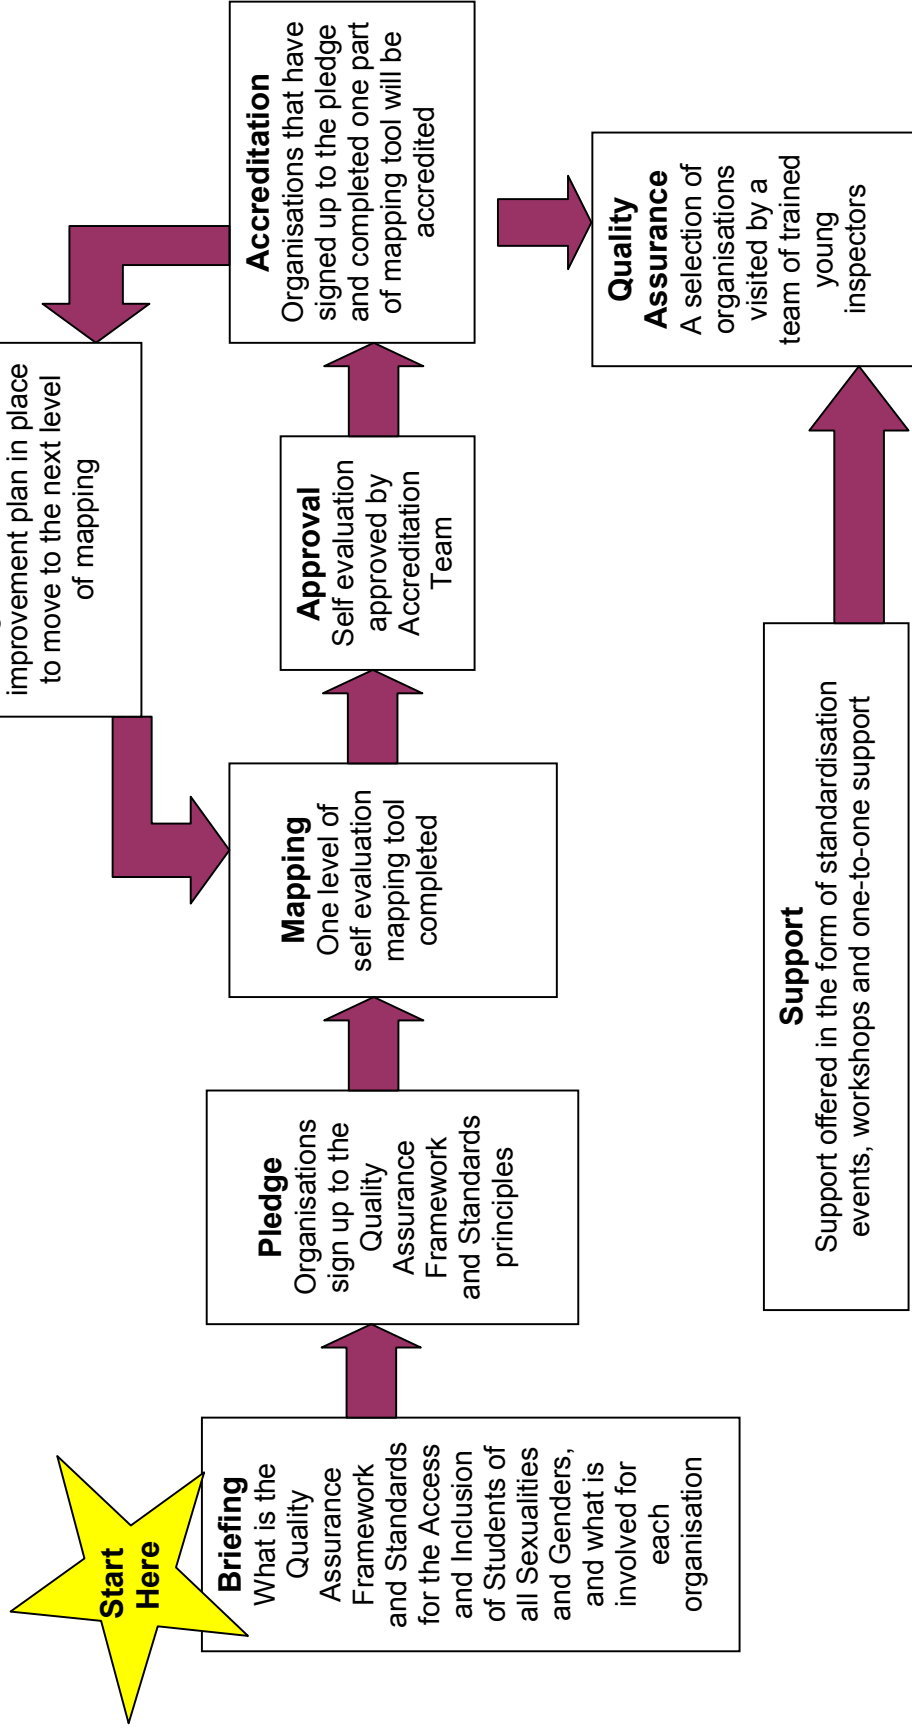 Start
Here
Briefing
What is the
Quality
Assurance
Framework
and Standards
for the Access
and Inclusion
of Students of
all Sexualities
and Genders,
and what is
involved for
each
organisation
Pledge
Organisations
sign up to the
Quality
Assurance
Framework
and Standards
principles
Mapping
One level of
self evaluation
mapping tool
completed
Approval
Self evaluation
approved by
Accreditation
Team
Accreditation
Organisations that have
signed up to the pledge
and completed one part
of mapping tool will be
accredited
improvement plan in place
to move to the next level
of mapping
Quality
Assurance
A selection of
organisations
visited by a
team of trained
young
inspectors
Support
Support offered in the form of standardisation
events, workshops and one-to-one support